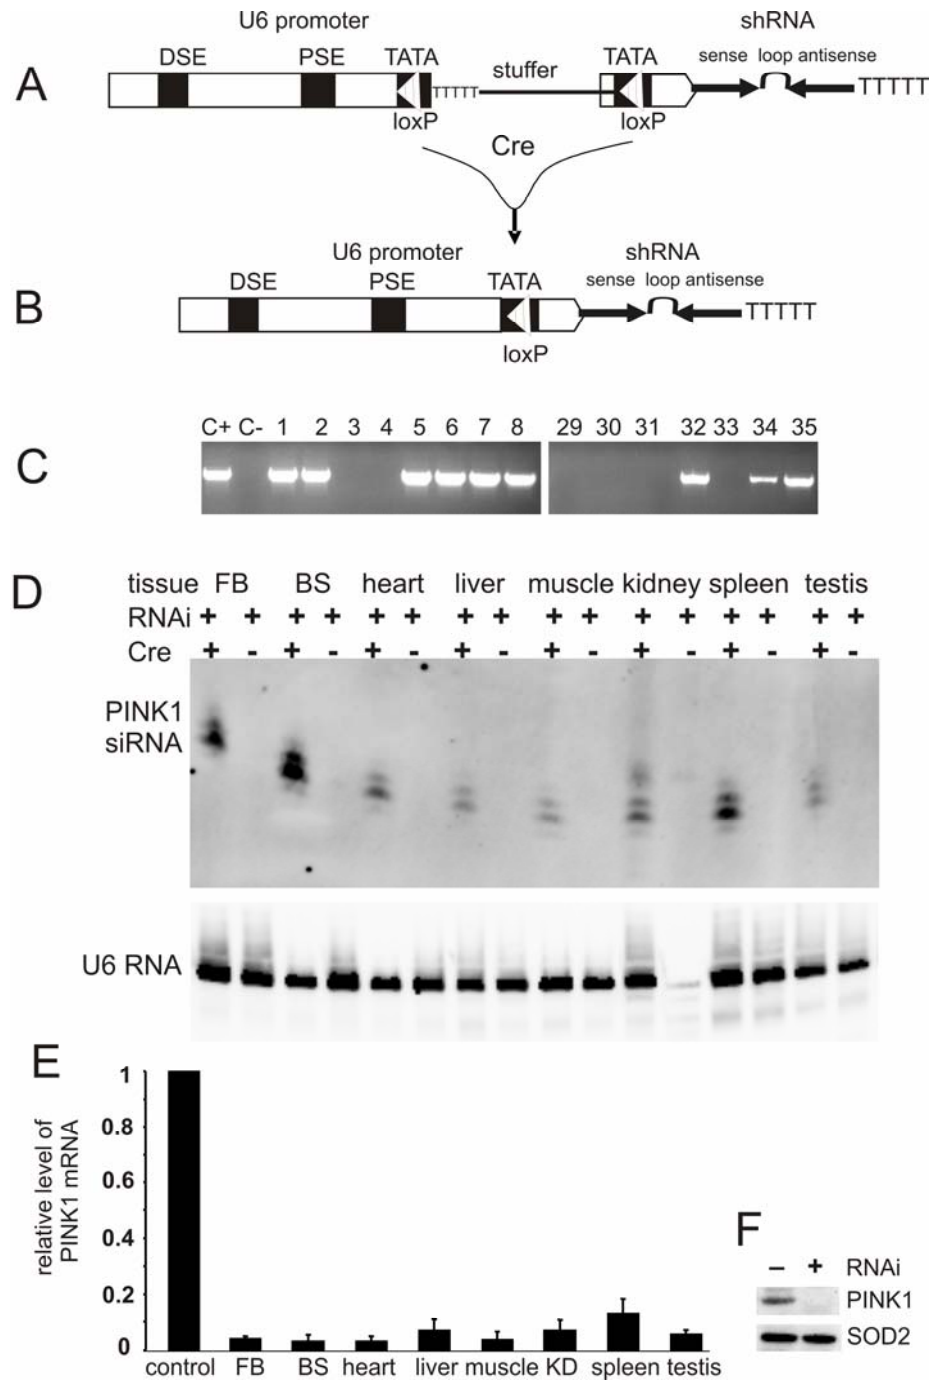 U6 promoter shRNA
DSE PSE TATA stuffer TATA sense loop antisense
A TTTTT TTTTT
loxP loxP
Cre
U6 promoter shRNA
DSE PSE TATA sense loop antisense
B TTTTT
loxP
C+ C- 1 2 3 4 5 6 7 8 29 30 31 32 33 34 35
C
D tissue FB BS heart liver muscle kidney spleen testis
RNAi + + + + + + + + + + + + + + + +
Cre + - + - + - + - + - + - + - + -
PINK1
siRNA
U6 RNA
E
relative level of
PINK1 mRNA
1
0.8
0.6
0.4
0.2
0
control FB BS heart liver muscle KD spleen testis
F
- + RNAi
PINK1
SOD2